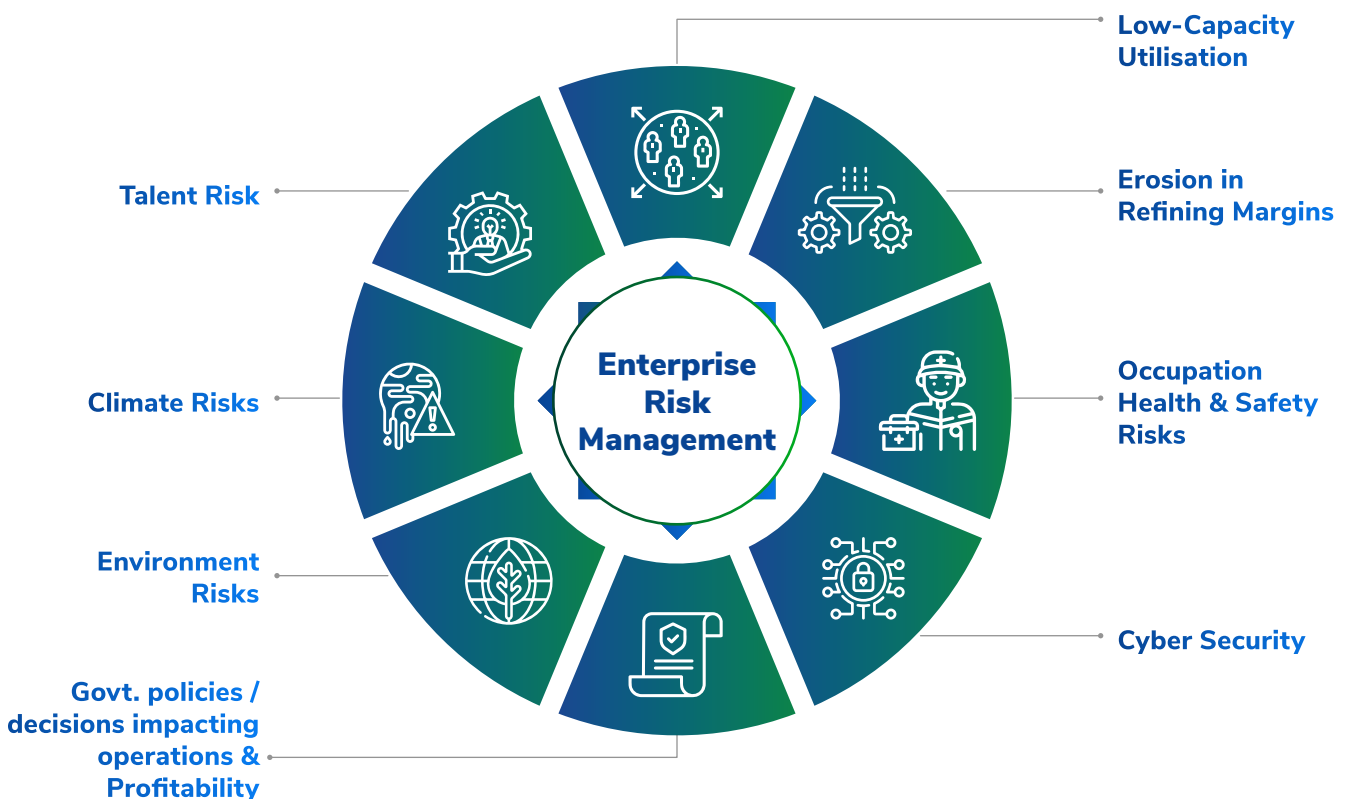 Low-Capacity
Utilisation
Erosion in
Refining Margins
Occupation
Health & Safety
Risks
Cyber Security
Govt. policies /
decisions impacting
operations &
Profitability
Environment
Risks
Climate Risks
Talent Risk
Enterprise
Risk
Management